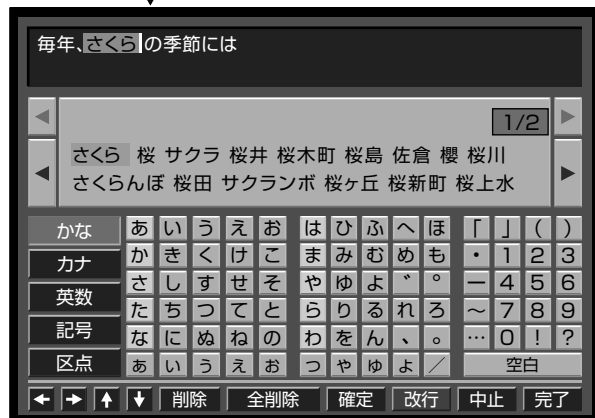 毎年、さくらの季節には
1/2
さくら 桜 サクラ 桜井 桜木町 桜島 佐倉 櫻 桜川
さくらんぼ 桜田 サクランボ 桜ヶ丘 桜新町 桜上水
かな あ い う え お は ひ ふ へ ほ 「 」 ( )
カナ か き く け こ ま み む め も ・ 1 2 3
英数 さ し す せ そ や ゆ よ ゛ ゜ ー 4 5 6
記号 た ち つ て と ら り る れ ろ ～ 7 8 9
区点 な に ぬ ね の わ を ん 、 。 … 0 ! ?
ぁ ぃ ぅ ぇ ぉ っ ゃ ゅ ょ ／ 空白
← → ↑ ↓ 削除 全削除 確定 改行 中止 完了